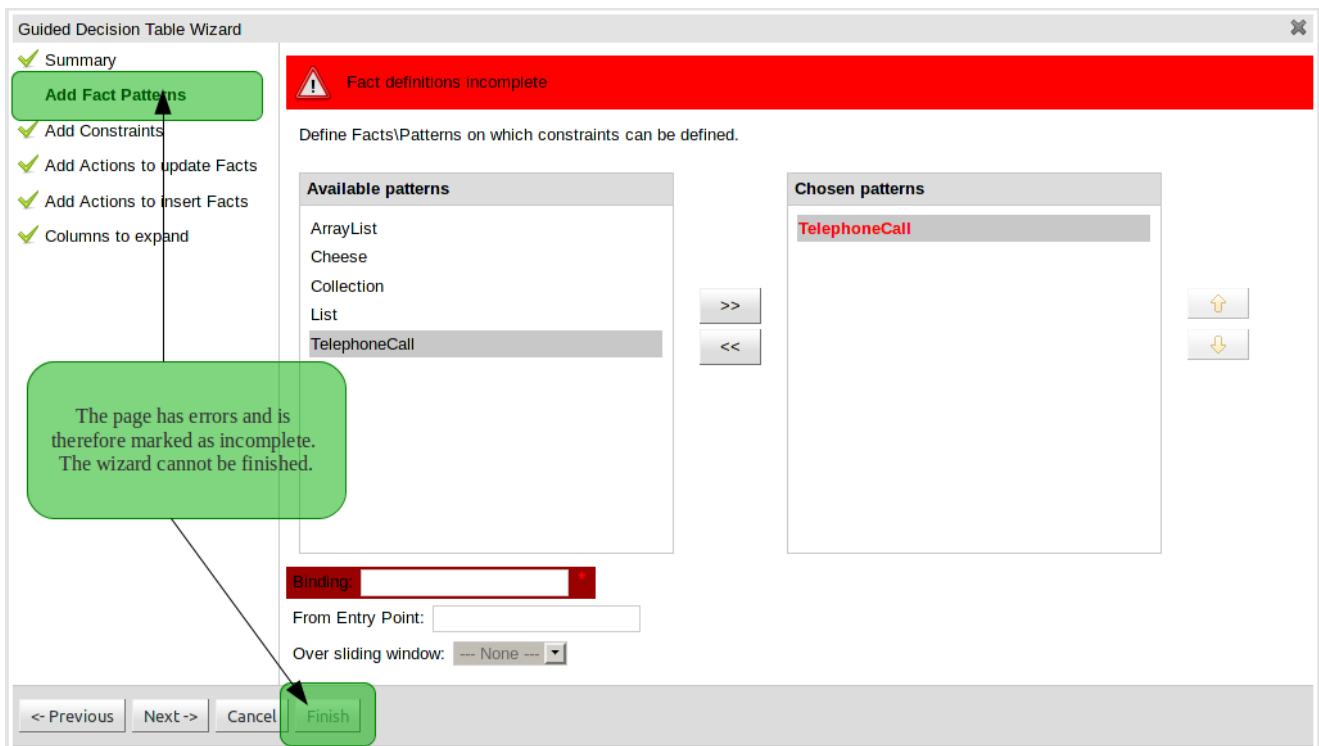 Guided Decision Table Wizard
Summary
Add Fact Patterns
Add Constraints
Add Actions to update Facts
Add Actions to insert Facts
Columns to expand
The page has errors and is
therefore marked as incomplete.
The wizard cannot be finished.
Fact definitions incomplete
Define Facts\Patterns on which constraints can be defined.
Available patterns
ArrayList
Cheese
Collection
List
TelephoneCall
>>
<<
Chosen patterns
TelephoneCall
Binding: *
From Entry Point:
Over sliding window: --- None ---
<- Previous Next -> Cancel Finish